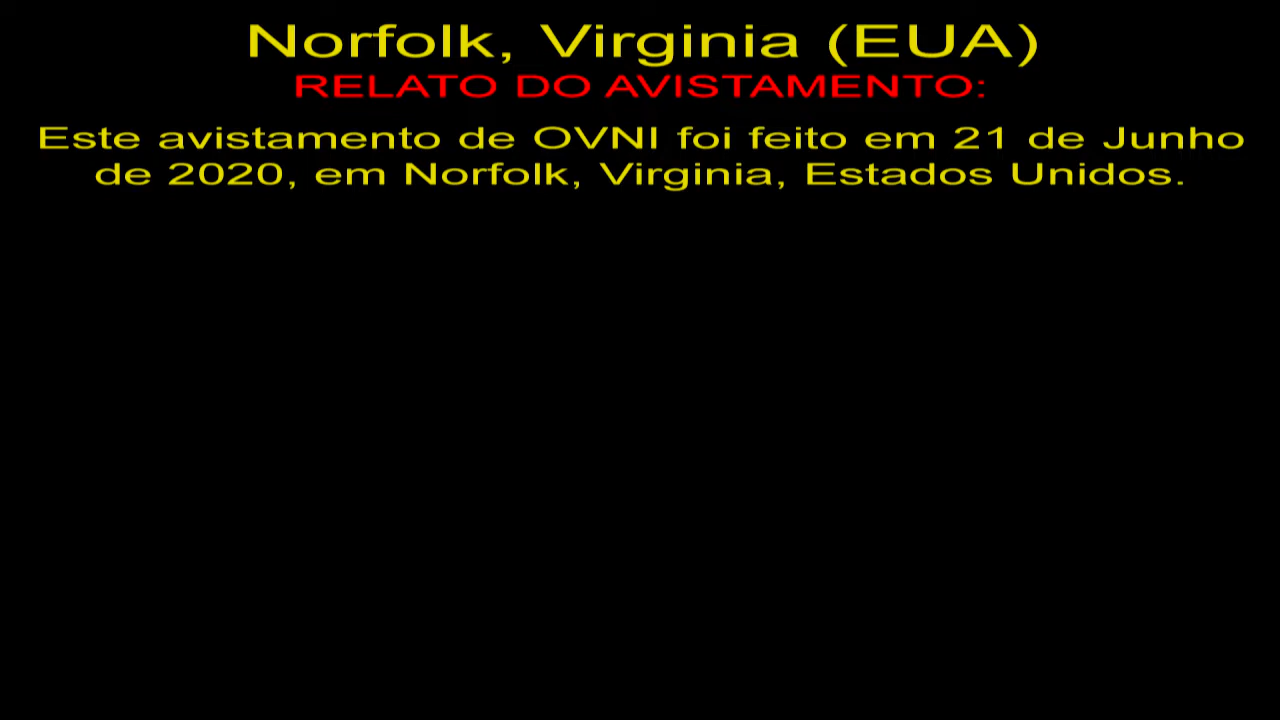 Norfolk, Virginia (EUA)
RELATO DO AVISTAMENTO:
Este avistamento de OVNI foi feito em 21 de Junho
de 2020, em Norfolk, Virginia, Estados Unidos.